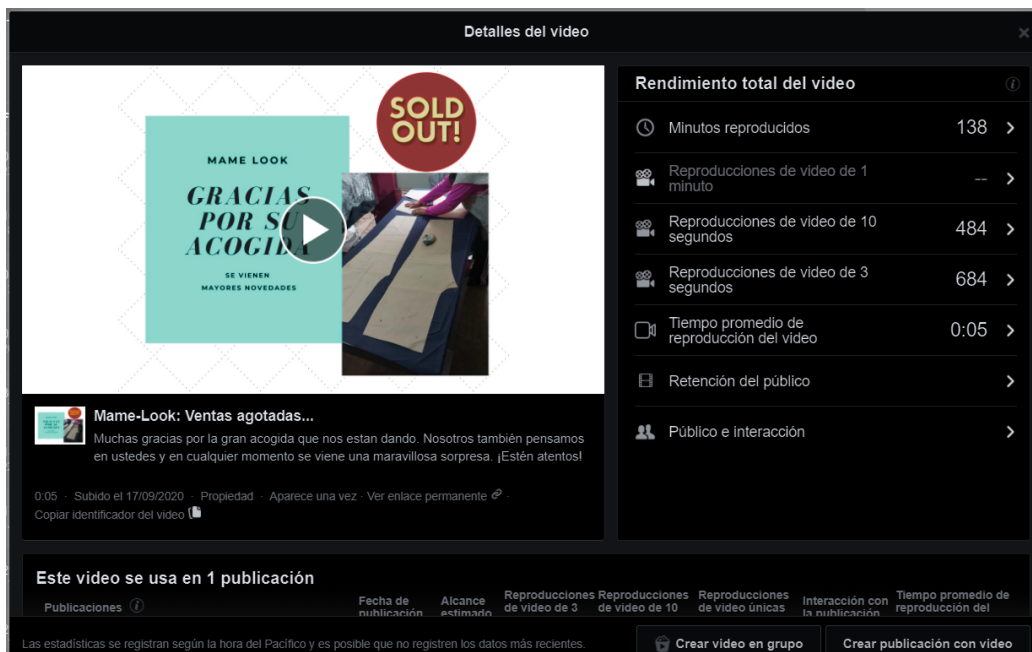 Detalles del video
×
SOLD
OUT!
MAME LOOK
GRACIAS
POR SU
ACOGIDA
SE VIENEN
MAYORES NOVEDADES
Mame-Look: Ventas agotadas...
Muchas gracias por la gran acogida que nos estan dando. Nosotros también pensamos
en ustedes y en cualquier momento se viene una maravillosa sorpresa. ¡Estén atentos!
0:05 · Subido el 17/09/2020 · Propiedad · Aparece una vez · Ver enlace permanente ·
Copiar identificador del video
Rendimiento total del video
Minutos reproducidos 138
Reproducciones de video de 1
minuto --
Reproducciones de video de 10
segundos 484
Reproducciones de video de 3
segundos 684
Tiempo promedio de
reproducción del video 0:05
Retención del público
Público e interacción
Este video se usa en 1 publicación
Publicaciones
Fecha de
publicación
Alcance
estimado
Reproducciones
de video de 3
Reproducciones
de video de 10
Reproducciones
de video únicas
Interacción con
la publicación
Tiempo promedio de
reproducción del
Las estadísticas se registran según la hora del Pacífico y es posible que no registren los datos más recientes.
Crear video en grupo
Crear publicación con video